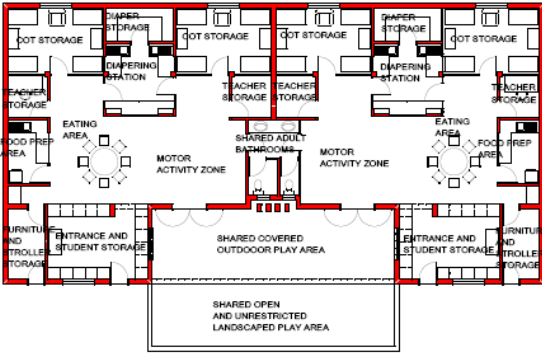 DIAPER
STORAGE
COT STORAGE
COT STORAGE
COT STORAGE
DIAPER
STORAGE
COT STORAGE
DIAPERING
STATION
DIAPERING
STATION
TEACHER
STORAGE
TEACHER
STORAGE
TEACHER
STORAGE
TEACHER
STORAGE
EATING
AREA
EATING
AREA
FOOD PREP
AREA
SHARED ADULT
BATHROOMS
FOOD PREP
AREA
MOTOR
ACTIVITY ZONE
MOTOR
ACTIVITY ZONE
FURNITURE
AND
STROLLER
STORAGE
ENTRANCE AND
STUDENT STORAGE
SHARED COVERED
OUTDOOOR PLAY AREA
ENTRANCE AND
STUDENT STORAGE
FURNITURE
AND
STROLLER
STORAGE
SHARED OPEN
AND UNRESTRICTED
LANDSCAPED PLAY AREA